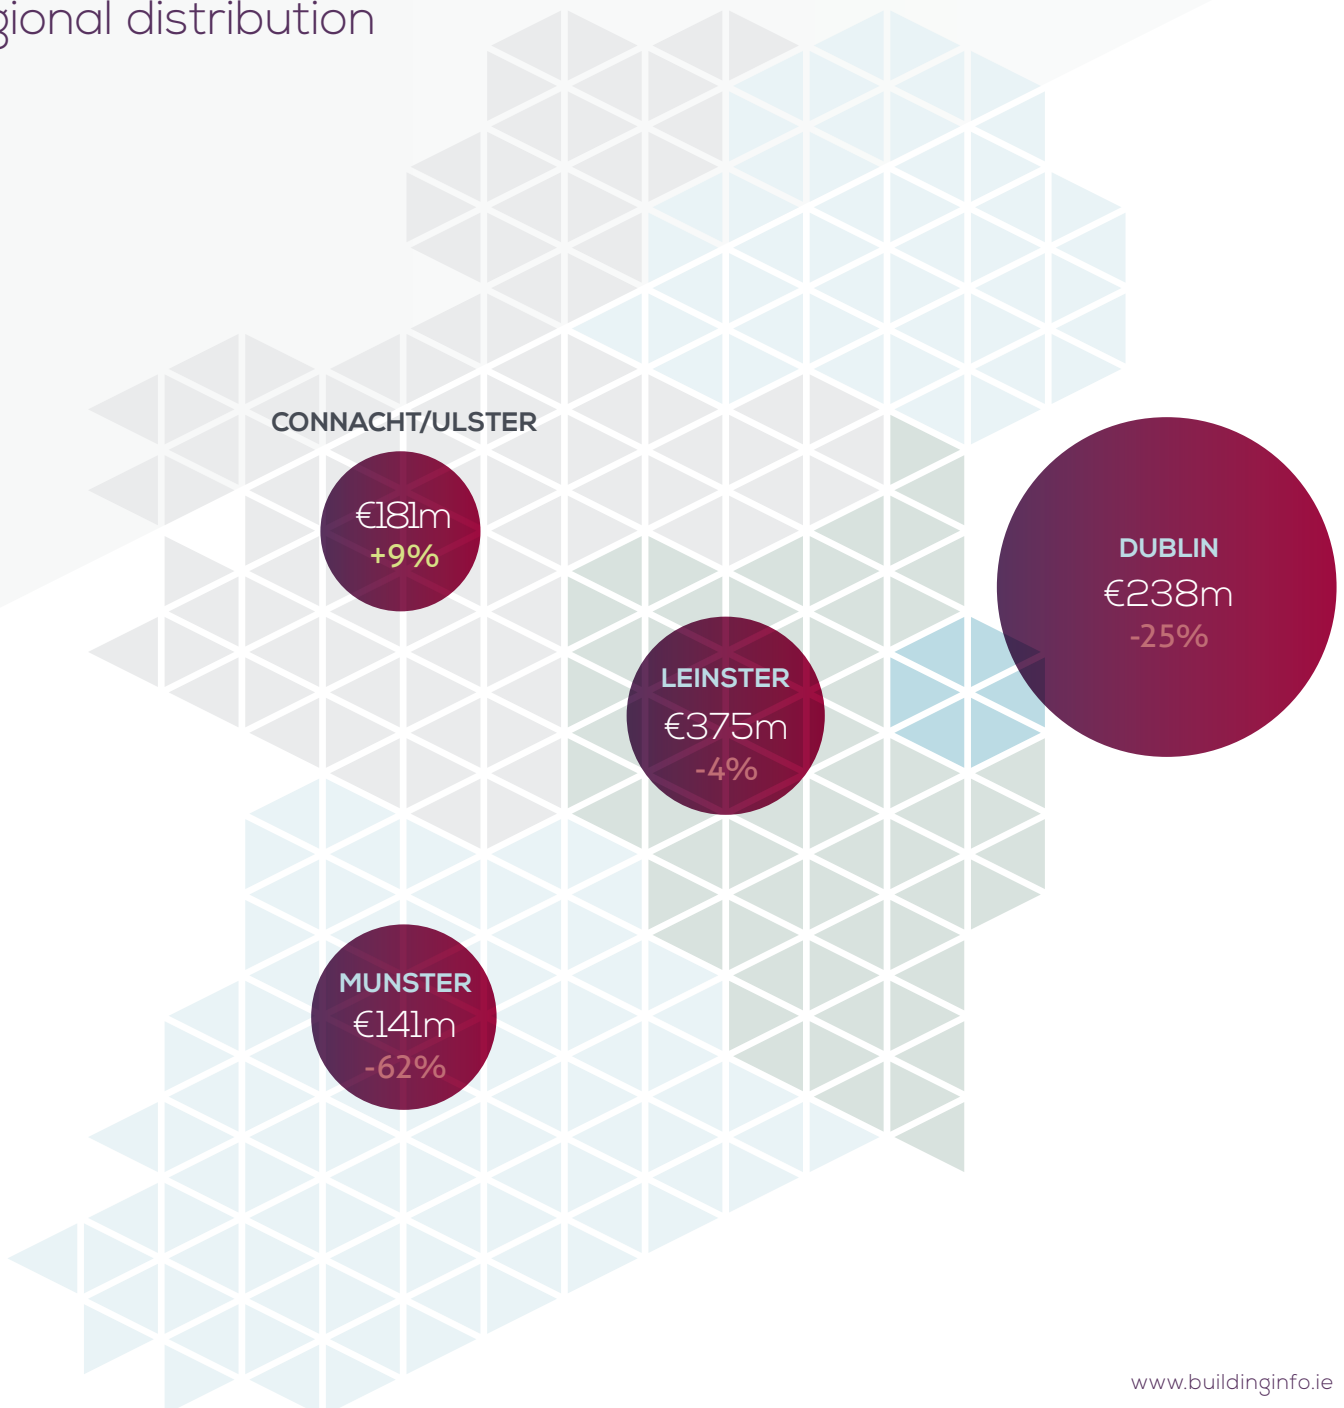 gional distribution
CONNACHT/ULSTER
€181m
+9%
DUBLIN
€238m
-25%
LEINSTER
€375m
-4%
MUNSTER
€141m
-62%
www.buildinginfo.ie